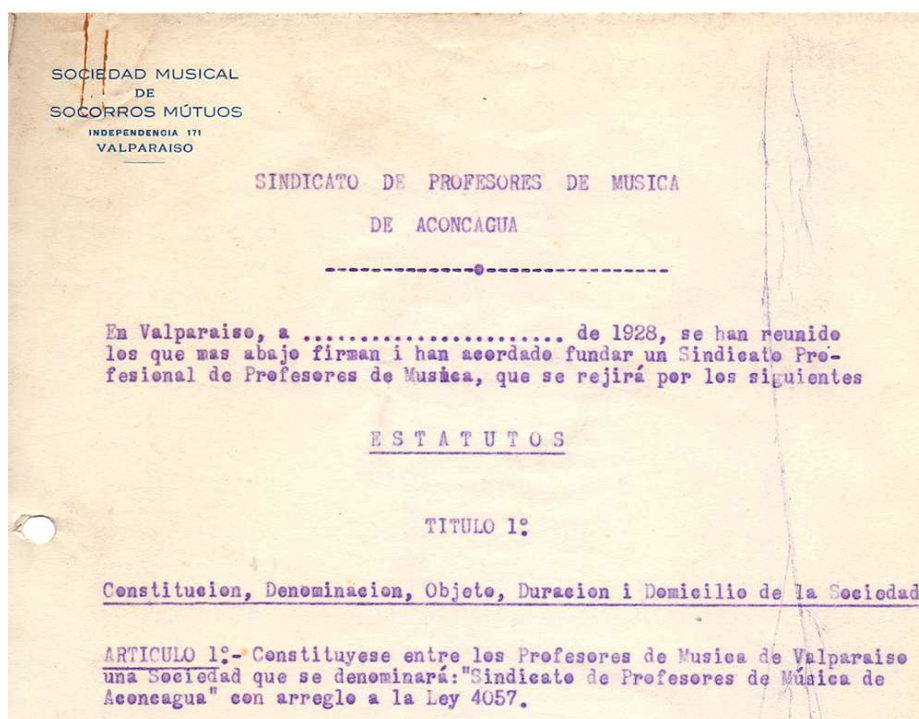 SOCIEDAD MUSICAL
DE
SOCORROS MÚTUOS
INDEPENDENCIA 171
VALPARAISO
SINDICATO DE PROFESORES DE MUSICA
DE ACONCAGUA
En Valparaiso, a ........................ de 1928, se han reunido
los que mas abajo firman i han acordado fundar un Sindicato Pro-
fesional de Profesores de Musica, que se rejirá por los siguientes
E S T A T U T O S
TITULO 1º
Constitucion, Denominacion, Objeto, Duracion i Domicilio de la Sociedad
ARTICULO 1º- Constituyese entre los Profesores de Musica de Valparaiso
una Sociedad que se denominará:"Sindicato de Profesores de Música de
Aconcagua" con arreglo a la Ley 4057.